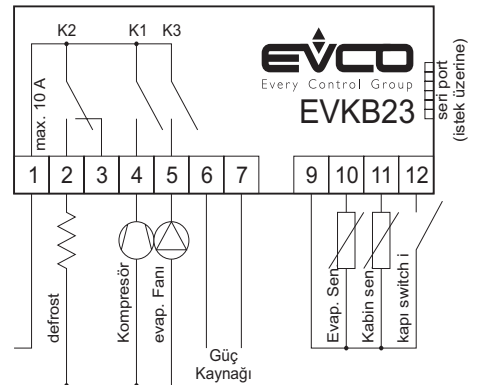 K2 K1 K3
EVCO
Every Control Group
EVKB23
max. 10 A
seri port
(istek üzerine)
1 2 3 4 5 6 7 9 10 11 12
defrost
Kompresör
evap. Fanı
Güç
Kaynağı
Evap. Sen
Kabin sen
kapı switch i